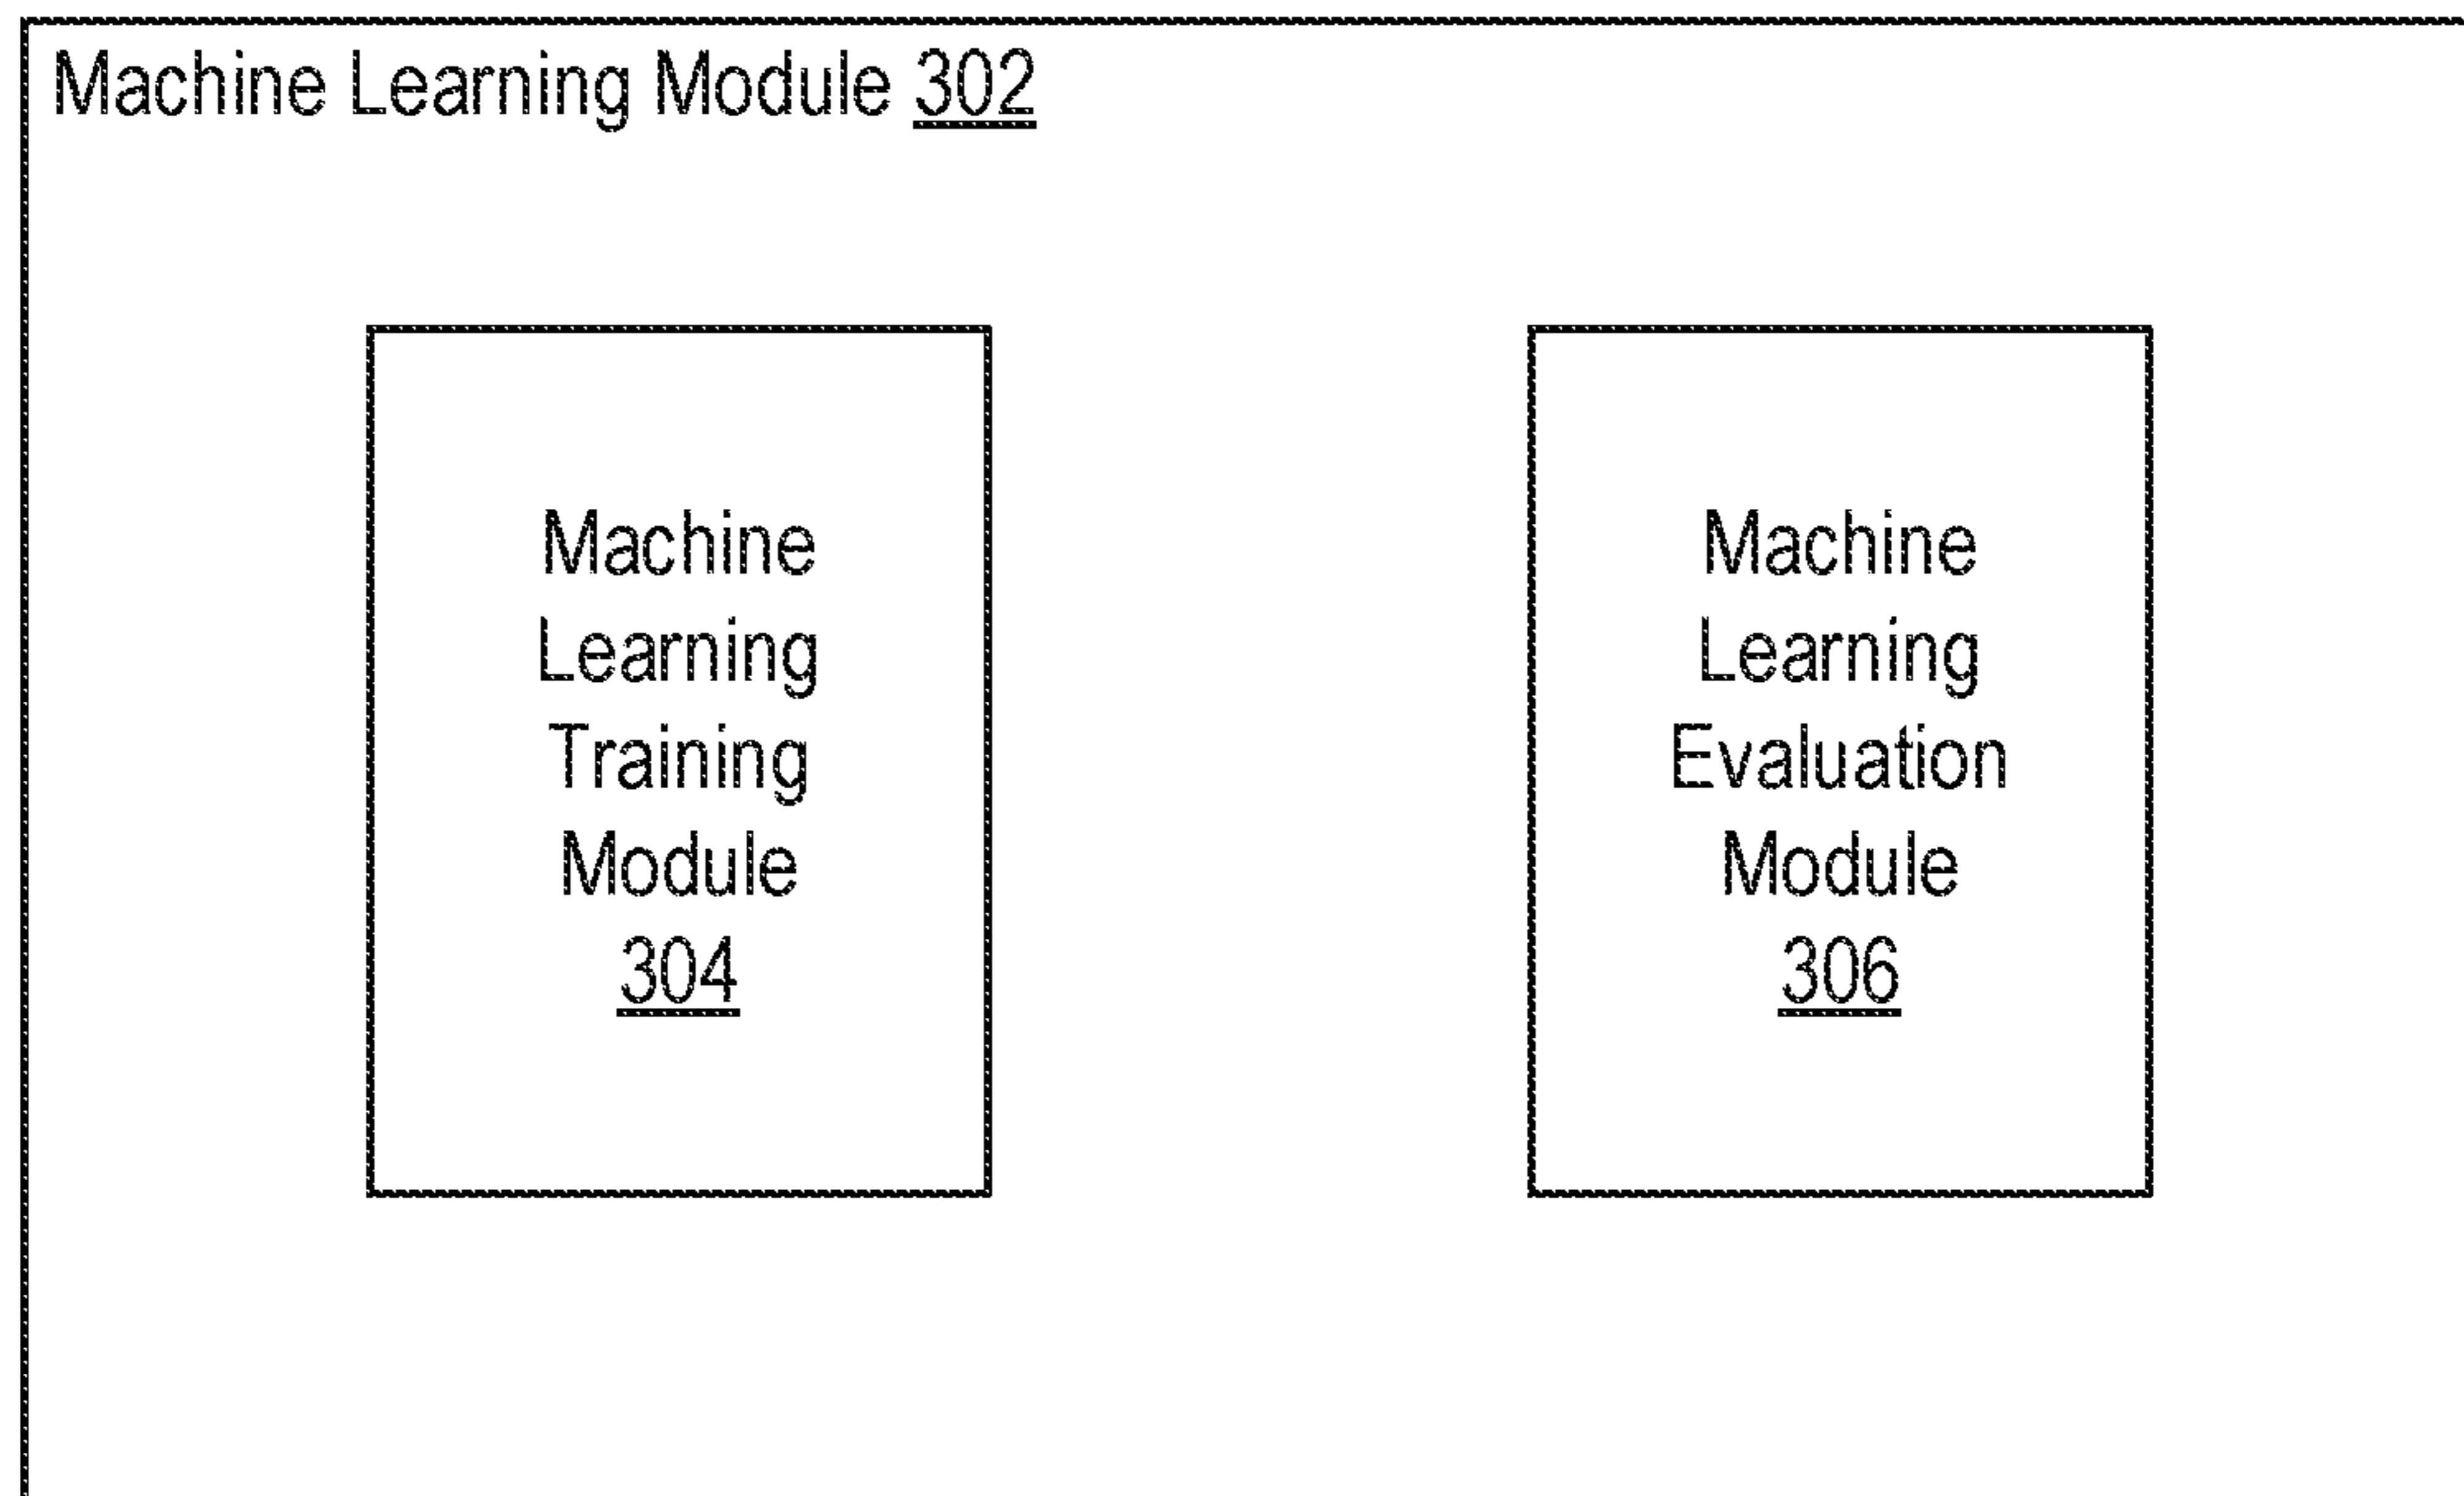 Machine Learning Module 302
Machine
Learning
Training
Module
304
Machine
Learning
Evaluation
Module
306